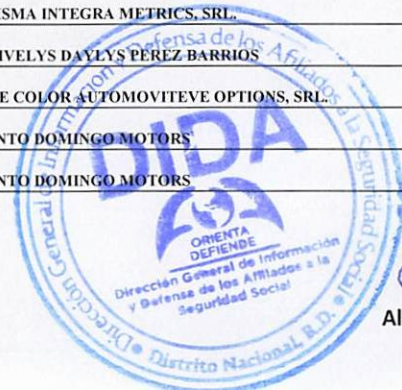 ISMA INTEGRA METRICS, SRL.
IVELYS DAYLYS PEREZ BARRIOS
E COLOR AUTOMOVITEVE OPTIONS, SRL.
NTO DOMINGO MOTORS
NTO DOMINGO MOTORS
Dirección General de Información y Defensa de los Afiliados a la Seguridad Social
DIDA
ORIENTA
DEFIENDE
Dirección General de Información
y Defensa de los Afiliados a la
Seguridad Social
Distrito Nacional, R.D.
Al